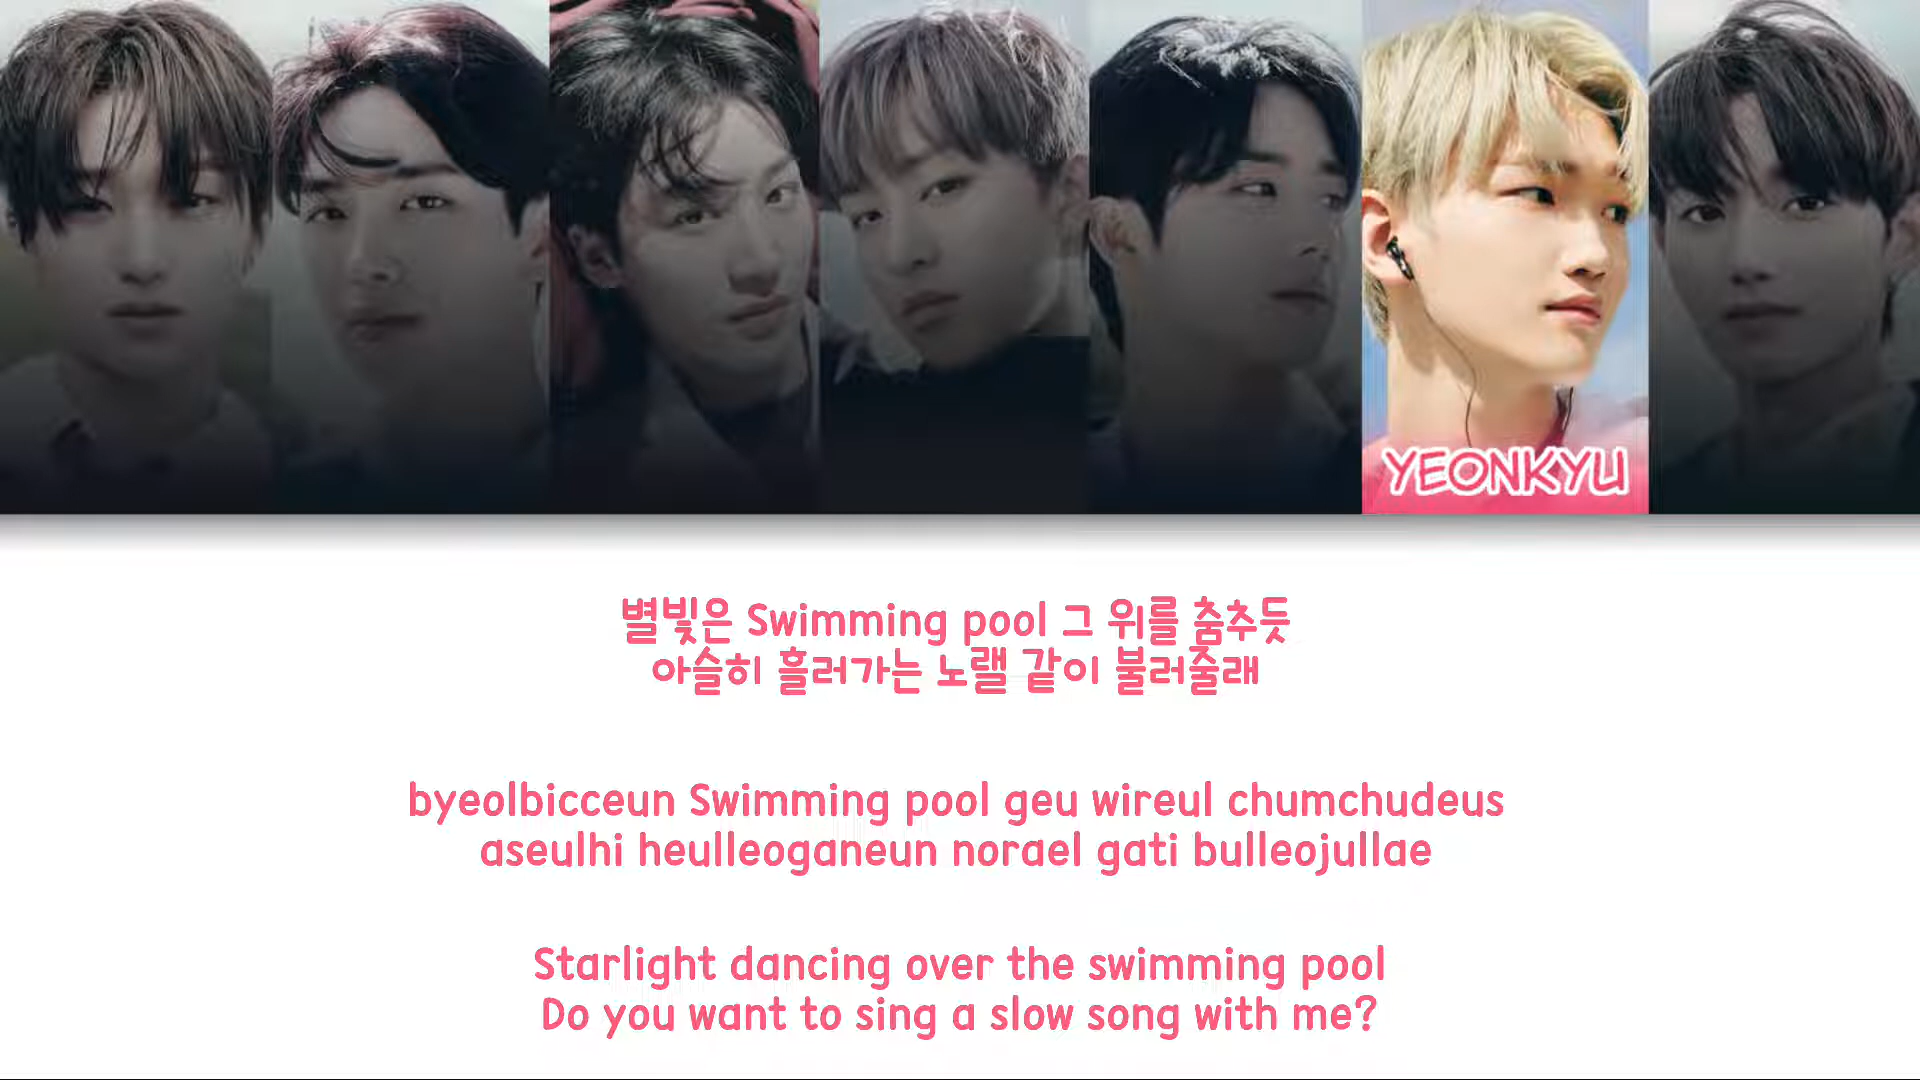 YEONKYU
별빛은 Swimming pool 그 위를 춤추듯
아슬히 흘러가는 노랠 같이 불러줄래
byeolbicceun Swimming pool geu wireul chumchudeus
aseulhi heulleoganeun norael gati bulleojullae
Starlight dancing over the swimming pool
Do you want to sing a slow song with me?